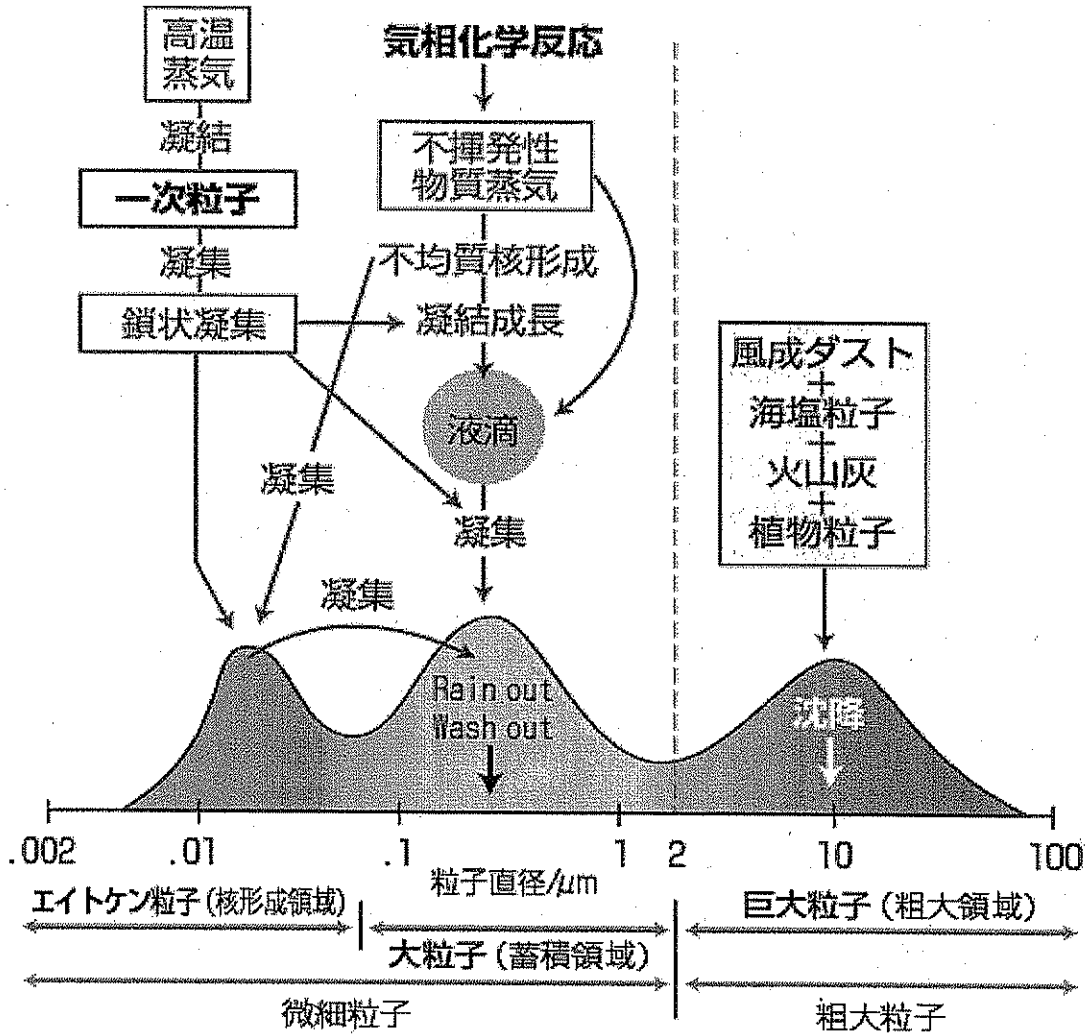 高温
蒸気
凝結
一次粒子
凝集
鎖状凝集
気相化学反応
不揮発性
物質蒸気
不均質核形成
凝結成長
液滴
凝集
凝集
凝集
風成ダスト
+
海塩粒子
+
火山灰
+
植物粒子
Rain out
Wash out
沈降
.002 .01 .1 1 2 10 100
粒子直径/μm
エイトケン粒子(核形成領域)
巨大粒子(粗大領域)
大粒子(蓄積領域)
微細粒子
粗大粒子